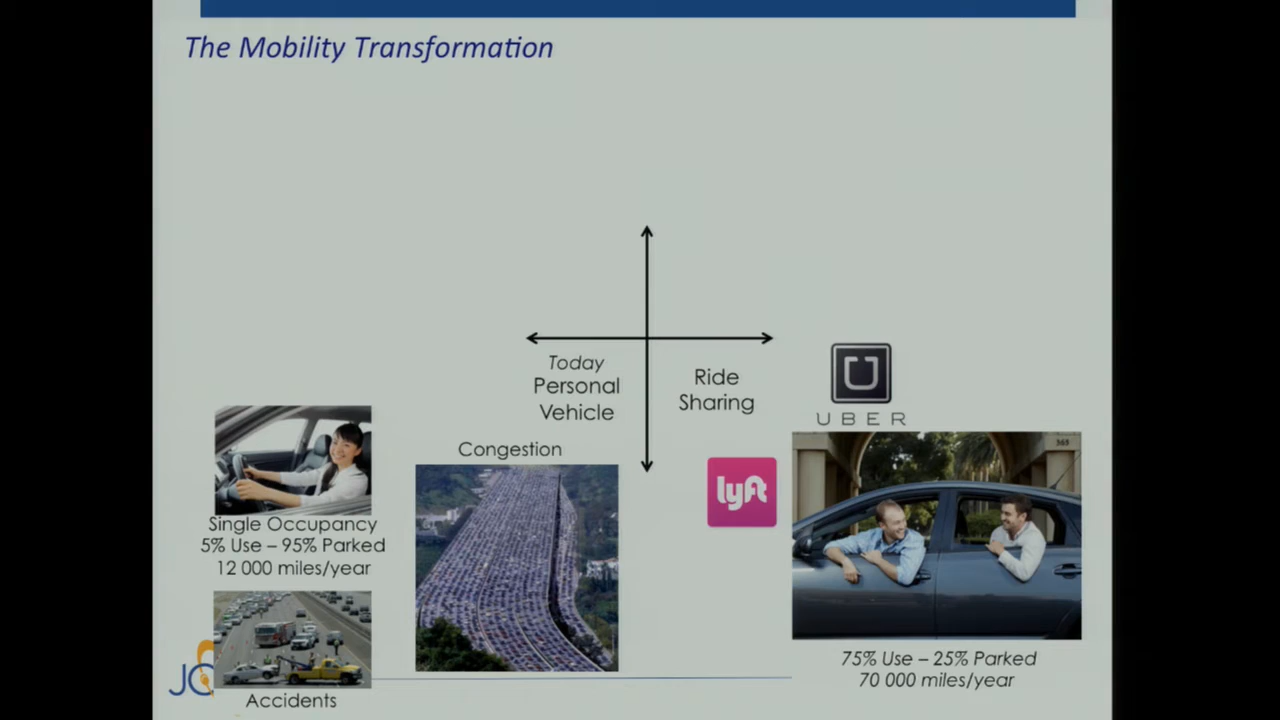 The Mobility Transformation
Today
Personal
Vehicle
Ride
Sharing
UBER
Congestion
lyft
365
Single Occupancy
5% Use – 95% Parked
12 000 miles/year
75% Use – 25% Parked
70 000 miles/year
Accidents